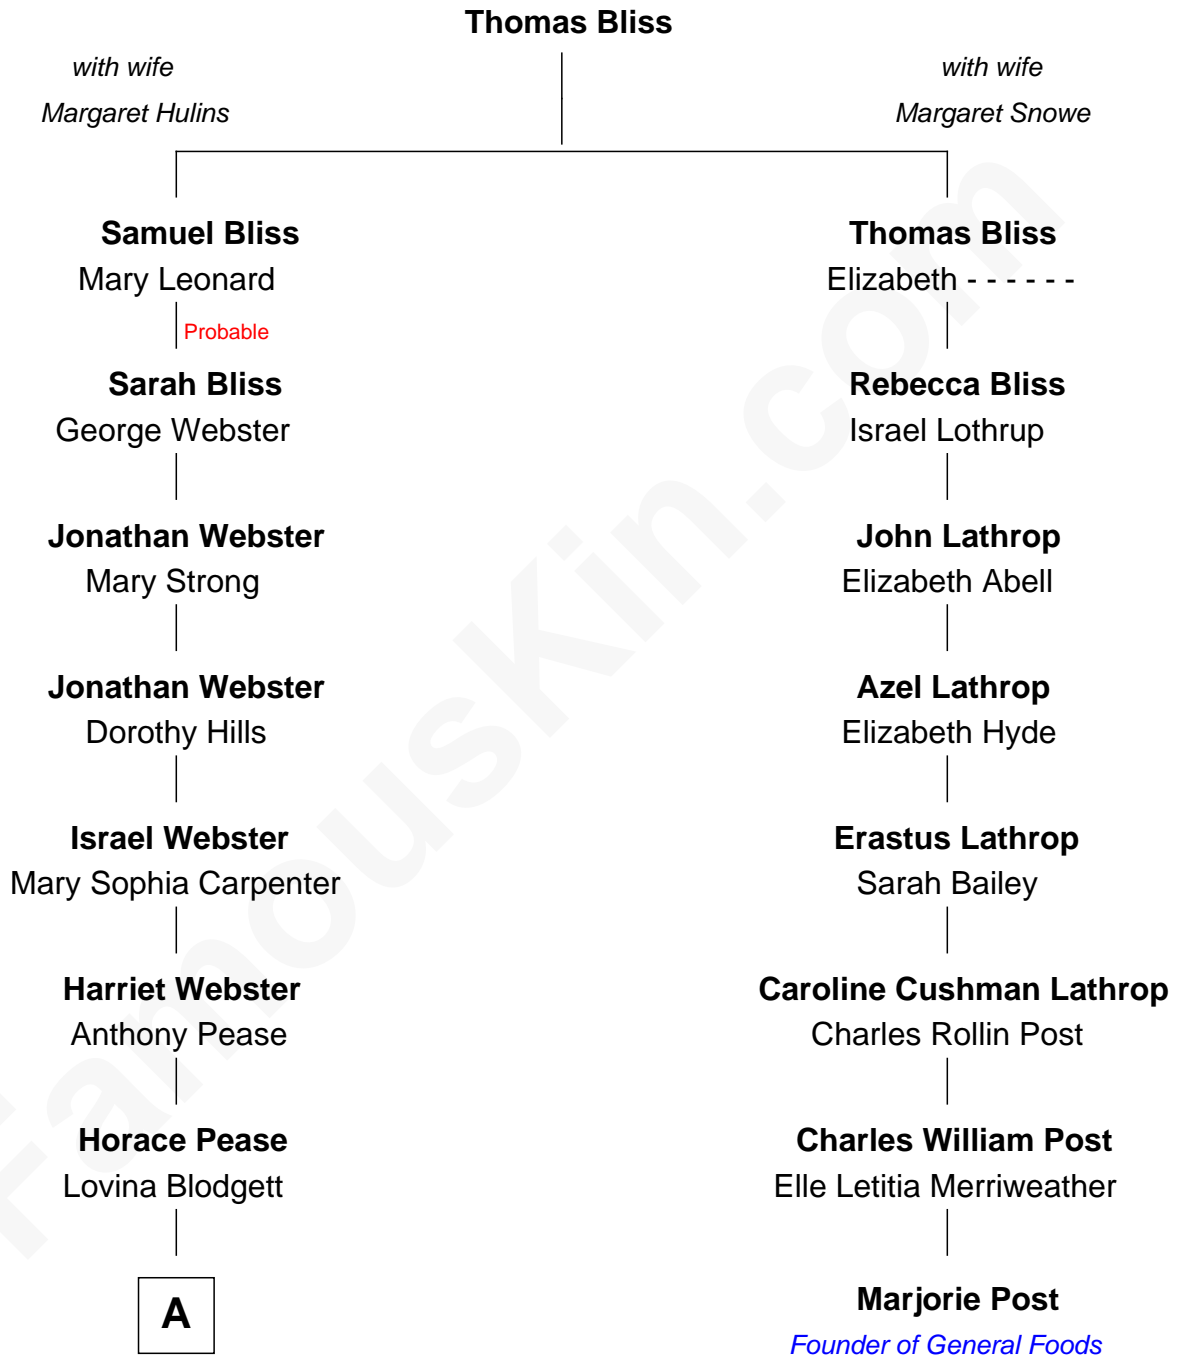 Thomas Bliss
with wife
Margaret Hulins
with wife
Margaret Snowe
Samuel Bliss
Mary Leonard
Probable
Sarah Bliss
George Webster
Jonathan Webster
Mary Strong
Jonathan Webster
Dorothy Hills
Israel Webster
Mary Sophia Carpenter
Harriet Webster
Anthony Pease
Horace Pease
Lovina Blodgett
A
Thomas Bliss
Elizabeth - - - - - -
Rebecca Bliss
Israel Lothrup
John Lathrop
Elizabeth Abell
Azel Lathrop
Elizabeth Hyde
Erastus Lathrop
Sarah Bailey
Caroline Cushman Lathrop
Charles Rollin Post
Charles William Post
Elle Letitia Merriweather
Marjorie Post
Founder of General Foods
FamousKin.com